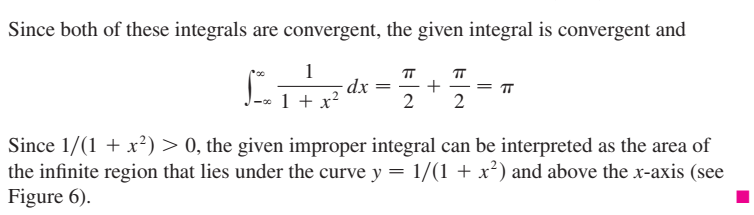 Since both of these integrals are convergent, the given integral is convergent and
∫_{-∞}^{∞} 1/(1 + x²) dx = π/2 + π/2 = π
Since 1/(1 + x²) > 0, the given improper integral can be interpreted as the area of
the infinite region that lies under the curve y = 1/(1 + x²) and above the x-axis (see
Figure 6).